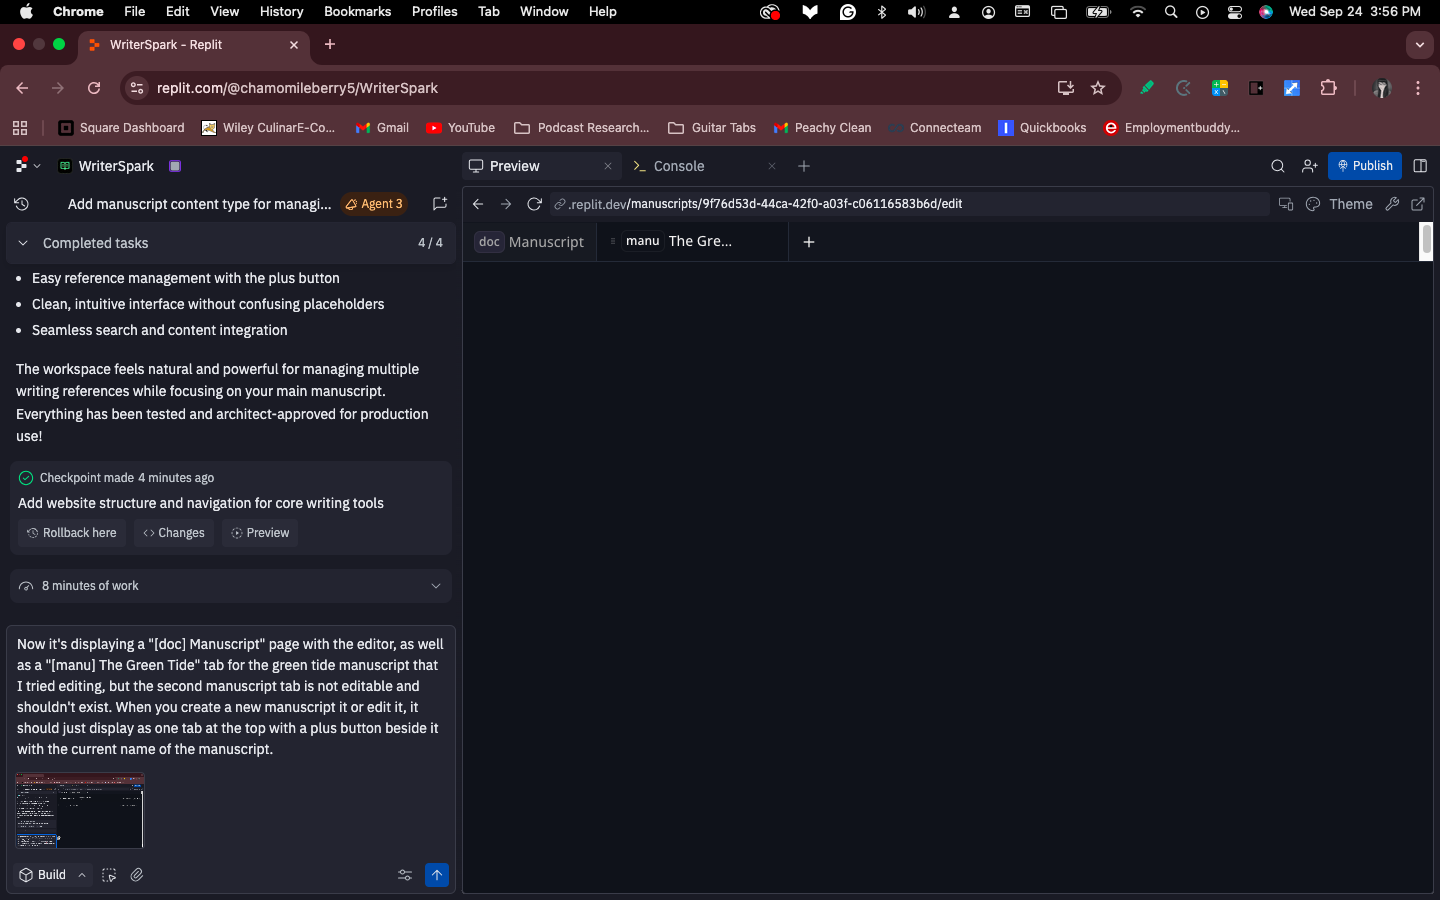 Chrome File Edit View History Bookmarks Profiles Tab Window Help Wed Sep 24 3:56 PM
WriterSpark - Replit
replit.com/@chamomileberry5/WriterSpark
Square Dashboard Wiley CulinarE-Co... Gmail YouTube Podcast Research... Guitar Tabs Peachy Clean Connecteam Quickbooks Employmentbuddy...
WriterSpark Preview Console Publish
Add manuscript content type for managi... Agent 3
.replit.dev/manuscripts/9f76d53d-44ca-42f0-a03f-c06116583b6d/edit Theme
Completed tasks 4 / 4
doc Manuscript manu The Gre...
• Easy reference management with the plus button
• Clean, intuitive interface without confusing placeholders
• Seamless search and content integration
The workspace feels natural and powerful for managing multiple
writing references while focusing on your main manuscript.
Everything has been tested and architect-approved for production
use!
Checkpoint made 4 minutes ago
Add website structure and navigation for core writing tools
Rollback here Changes Preview
8 minutes of work
Now it's displaying a "[doc] Manuscript" page with the editor, as well
as a "[manu] The Green Tide" tab for the green tide manuscript that
I tried editing, but the second manuscript tab is not editable and
shouldn't exist. When you create a new manuscript it or edit it, it
should just display as one tab at the top with a plus button beside it
with the current name of the manuscript.
Build